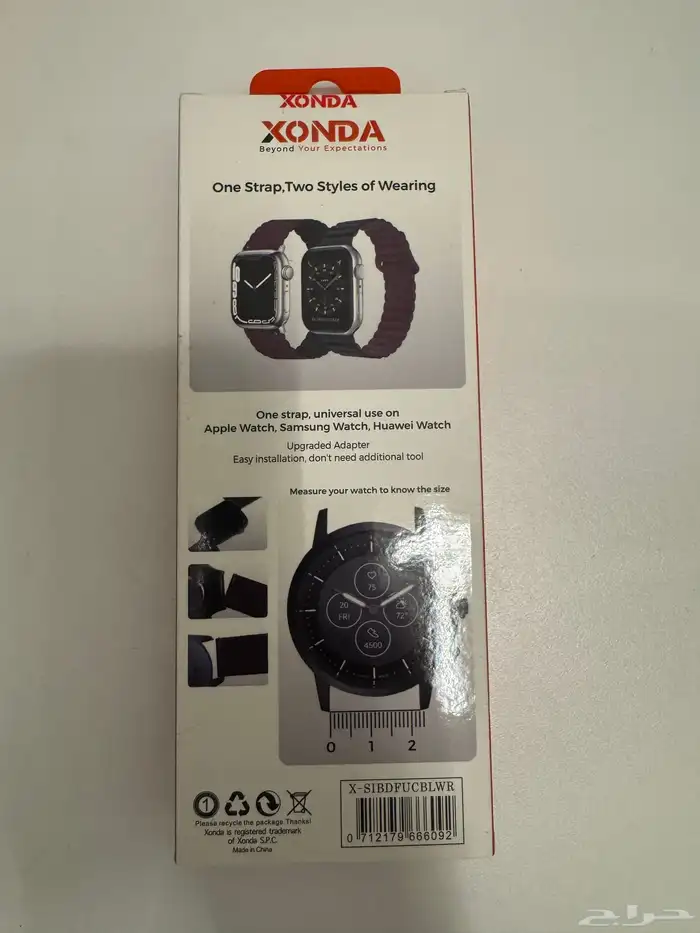 XONDA
XONDA
Beyond Your Expectations
One Strap,Two Styles of Wearing
One strap, universal use on
Apple Watch, Samsung Watch, Huawei Watch
Upgraded Adapter
Easy installation, don't need additional tool
Measure your watch to know the size
75
20
FRI
72°
4500
0 1 2
1
Please recycle the package. Thanks!
Xonda is registered trademark
of Xonda S.P.C.
Made in China
X-SIBDFUCBLWR
0 712179 666092
حراج